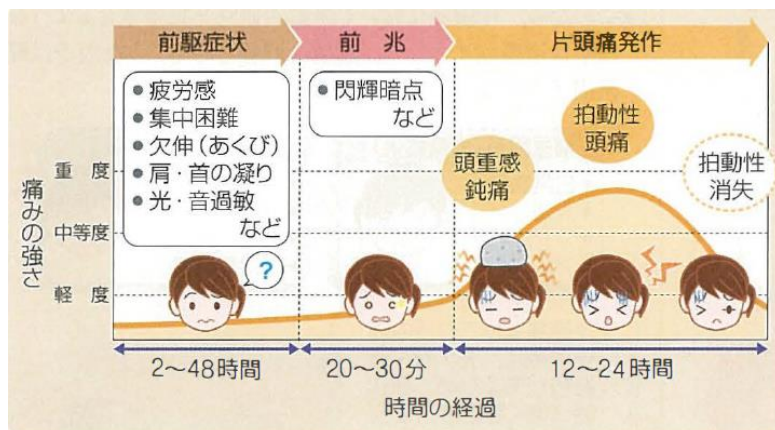 前駆症状
前 兆
片頭痛発作
● 疲労感
● 集中困難
● 欠伸（あくび）
● 肩・首の凝り
● 光・音過敏
など
● 閃輝暗点
など
頭重感
鈍痛
拍動性
頭痛
拍動性
消失
痛みの強さ
重 度
中等度
軽 度
?
2〜48時間
20〜30分
12〜24時間
時間の経過